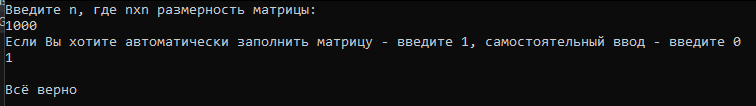 Введите n, где nxn размерность матрицы:
1000
Если Вы хотите автоматически заполнить матрицу - введите 1, самостоятельный ввод - введите 0
1
Всё верно